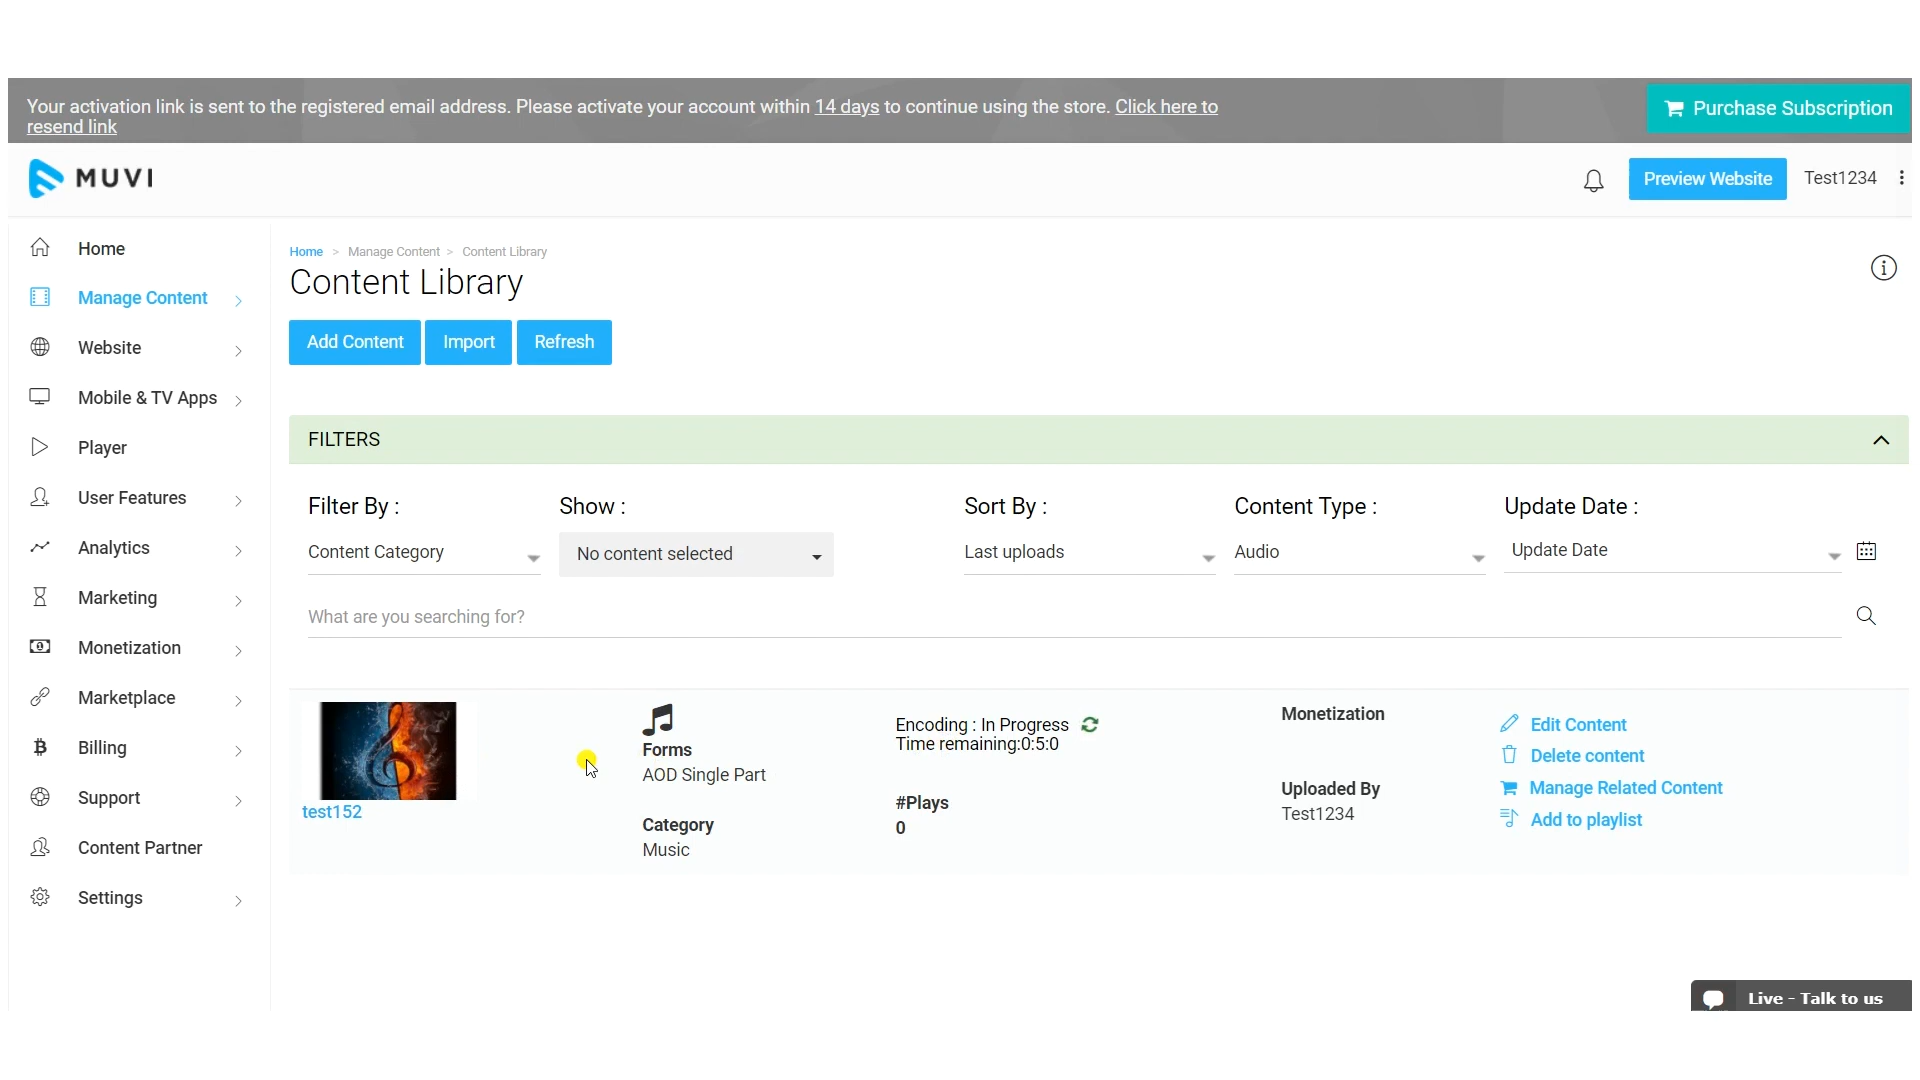 Your activation link is sent to the registered email address. Please activate your account within 14 days to continue using the store. Click here to
resend link
Purchase Subscription
MUVI
Preview Website
Test1234
Home
Manage Content
Website
Mobile & TV Apps
Player
User Features
Analytics
Marketing
Monetization
Marketplace
Billing
Support
Content Partner
Settings
Home > Manage Content > Content Library
Content Library
Add Content
Import
Refresh
FILTERS
Filter By :
Show :
Sort By :
Content Type :
Update Date :
Content Category
No content selected
Last uploads
Audio
Update Date
What are you searching for?
test152
Forms
AOD Single Part
Category
Music
Encoding : In Progress
Time remaining:0:5:0
#Plays
0
Monetization
Uploaded By
Test1234
Edit Content
Delete content
Manage Related Content
Add to playlist
Live - Talk to us